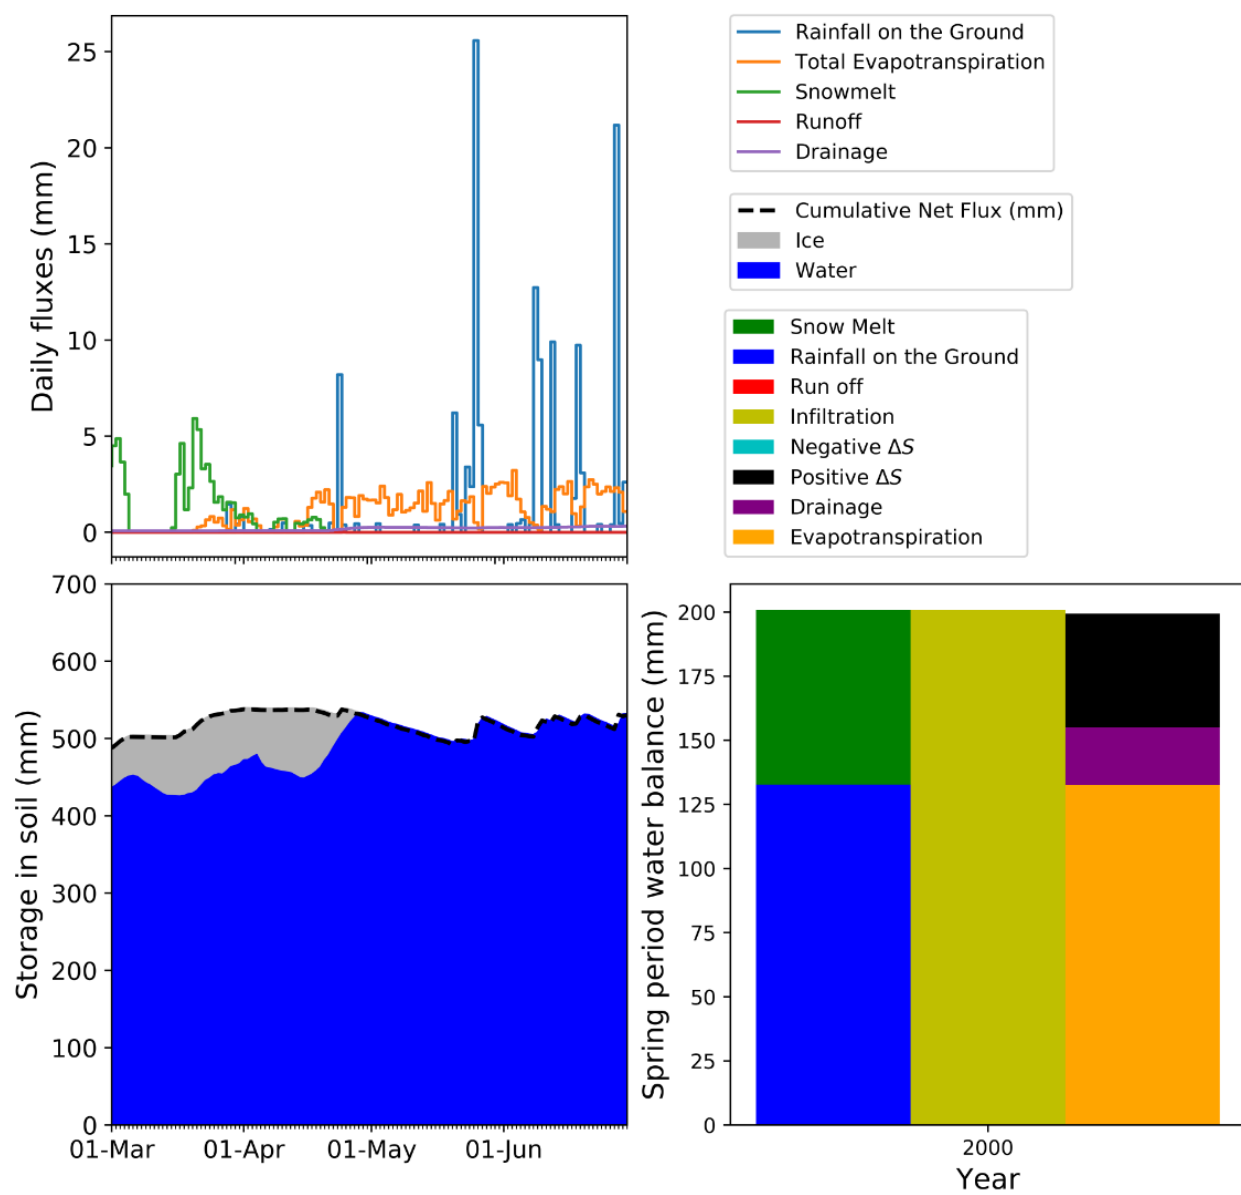 25
20
15
10
5
0
Daily fluxes (mm)
Rainfall on the Ground
Total Evapotranspiration
Snowmelt
Runoff
Drainage
Cumulative Net Flux (mm)
Ice
Water
Snow Melt
Rainfall on the Ground
Run off
Infiltration
Negative ΔS
Positive ΔS
Drainage
Evapotranspiration
700
600
500
400
300
200
100
0
Storage in soil (mm)
01-Mar 01-Apr 01-May 01-Jun
200
175
150
125
100
75
50
25
0
Spring period water balance (mm)
2000
Year